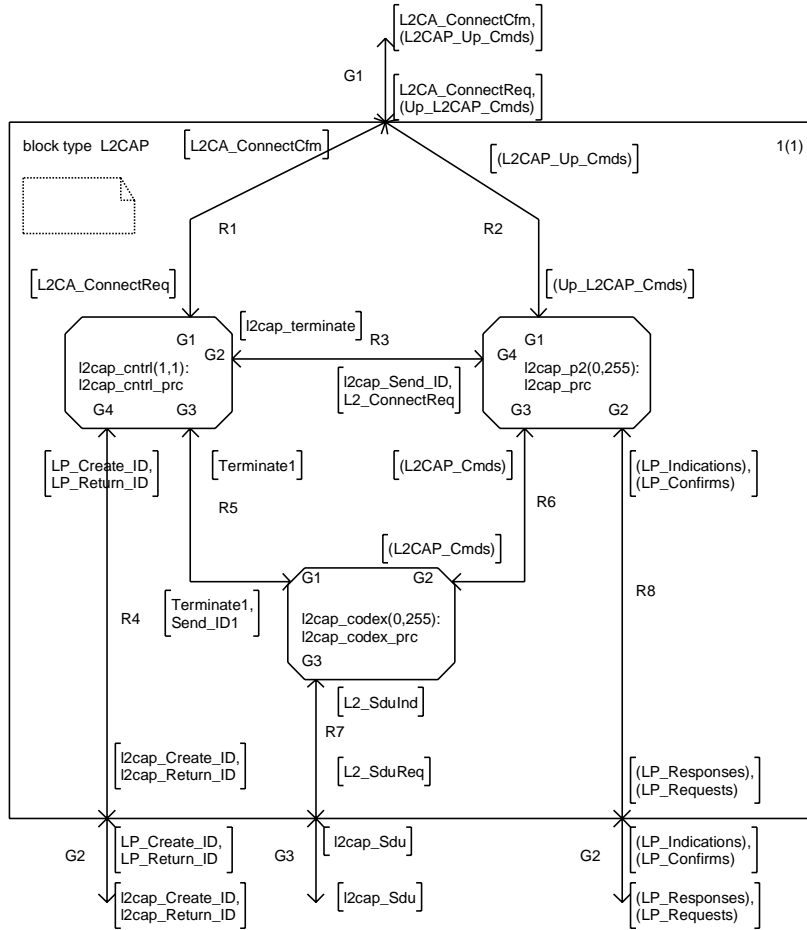 [L2CA_ConnectCfm,
(L2CAP_Up_Cmds)]
G1
[L2CA_ConnectReq,
(Up_L2CAP_Cmds)]
block type L2CAP
[L2CA_ConnectCfm]
[(L2CAP_Up_Cmds)]
1(1)
R1
R2
[L2CA_ConnectReq]
[(Up_L2CAP_Cmds)]
[l2cap_terminate]
R3
G1
G2
l2cap_cntrl(1,1):
l2cap_cntrl_prc
G4
G3
G1
G4
l2cap_p2(0,255):
l2cap_prc
G3
G2
[l2cap_Send_ID,
L2_ConnectReq]
[LP_Create_ID,
LP_Return_ID]
[Terminate1]
[(L2CAP_Cmds)]
[(LP_Indications),
(LP_Confirms)]
R5
R6
[(L2CAP_Cmds)]
G1
G2
l2cap_codex(0,255):
l2cap_codex_prc
G3
R4
[Terminate1,
Send_ID1]
R8
[L2_SduInd]
R7
[l2cap_Create_ID,
l2cap_Return_ID]
[L2_SduReq]
[(LP_Responses),
(LP_Requests)]
G2
[LP_Create_ID,
LP_Return_ID]
G3
[l2cap_Sdu]
G2
[(LP_Indications),
(LP_Confirms)]
[l2cap_Create_ID,
l2cap_Return_ID]
[l2cap_Sdu]
[(LP_Responses),
(LP_Requests)]